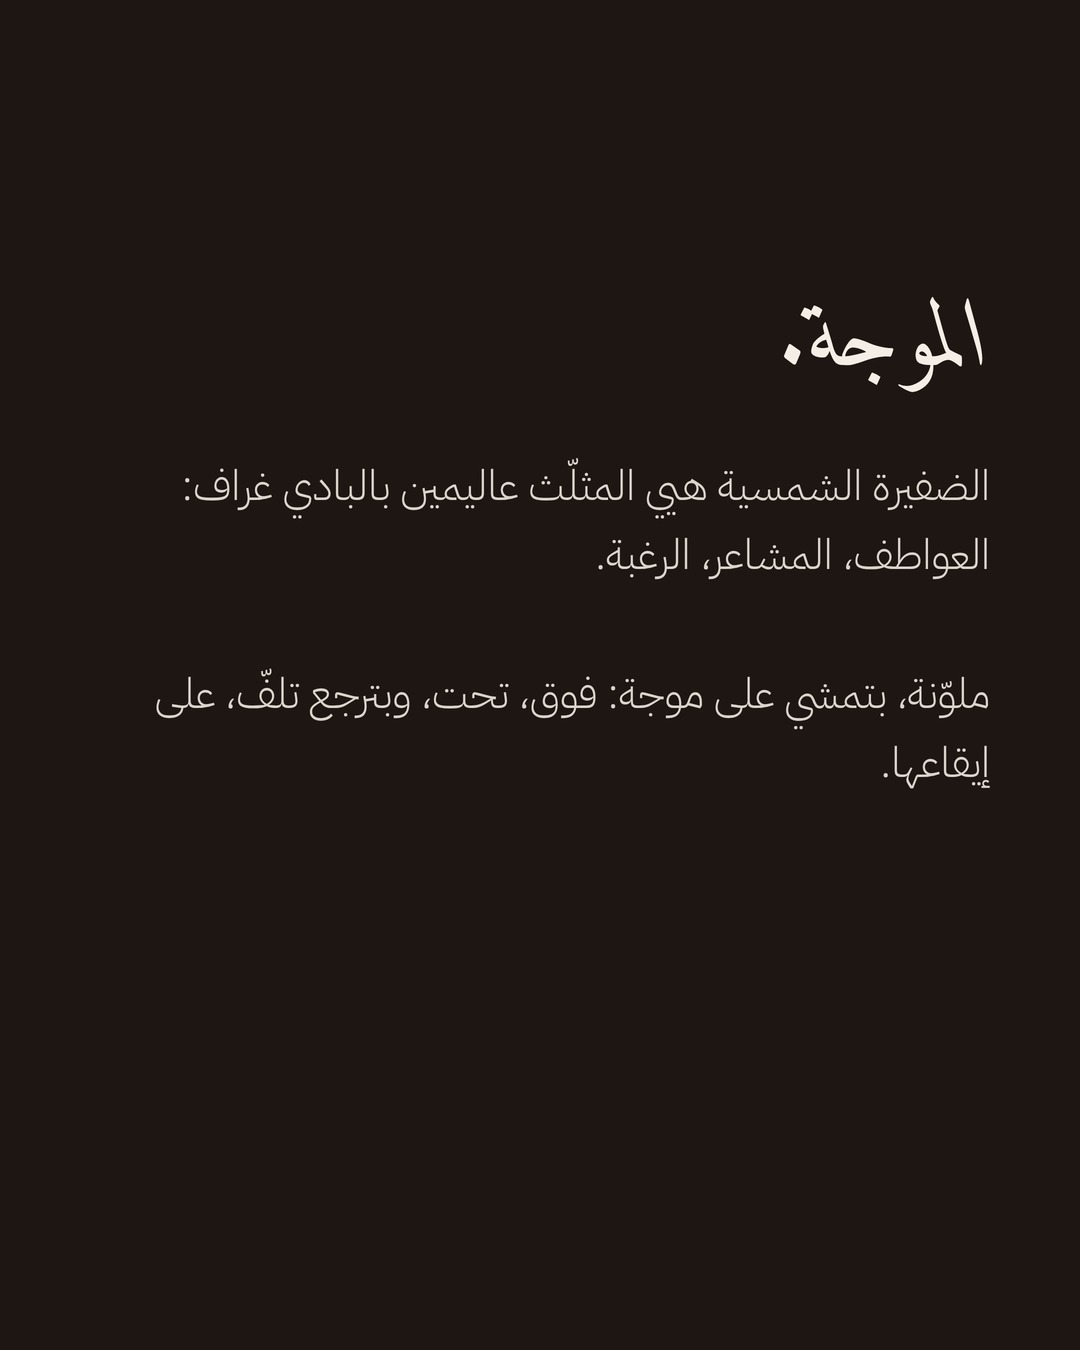 الموجة.
الضفيرة الشمسية هيي المثلّث عاليمين بالبادي غراف:
العواطف، المشاعر، الرغبة.
ملوّنة، بتمشي على موجة: فوق، تحت، وبترجع تلفّ، على
إيقاعها.